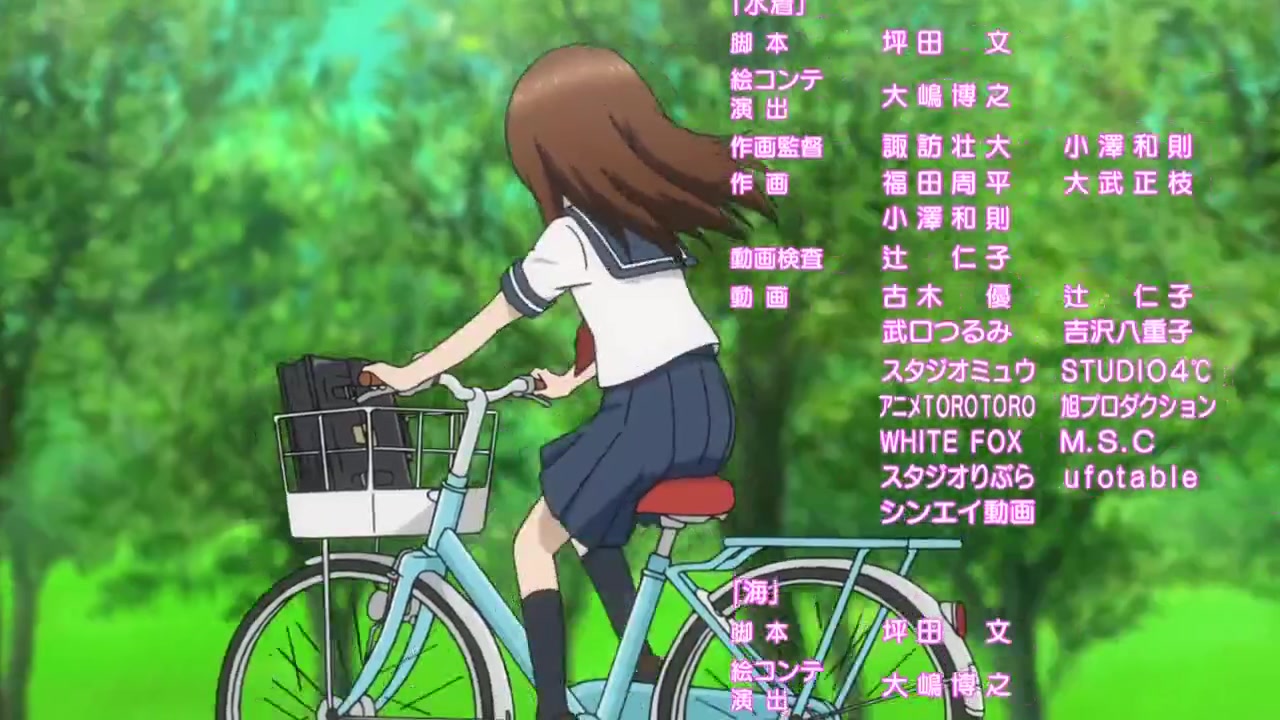 「水着」
脚本 坪田 文
絵コンテ
演出 大嶋博之
作画監督 諏訪壮大 小澤和則
作画 福田周平 大武正枝
小澤和則
動画検査 辻 仁子
動画 古木 優 辻 仁子
武口つるみ 吉沢八重子
スタジオミュウ STUDIO4℃
アニメTOROTORO 旭プロダクション
WHITE FOX M.S.C
スタジオりぶら ufotable
シンエイ動画
「海」
脚本 坪田 文
絵コンテ
演出 大嶋博之